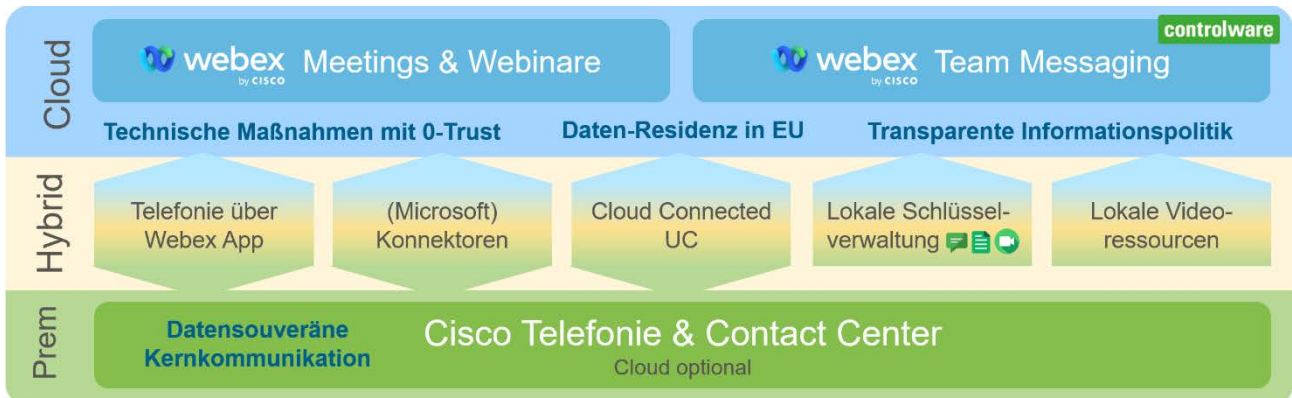 Cloud
webex by CISCO Meetings & Webinare
webex by CISCO Team Messaging
controlware
Technische Maßnahmen mit 0-Trust
Daten-Residenz in EU
Transparente Informationspolitik
Hybrid
Telefonie über
Webex App
(Microsoft)
Konnektoren
Cloud Connected
UC
Lokale Schlüssel-
verwaltung
Lokale Video-
ressourcen
Prem
Datensouveräne
Kernkommunikation
Cisco Telefonie & Contact Center
Cloud optional